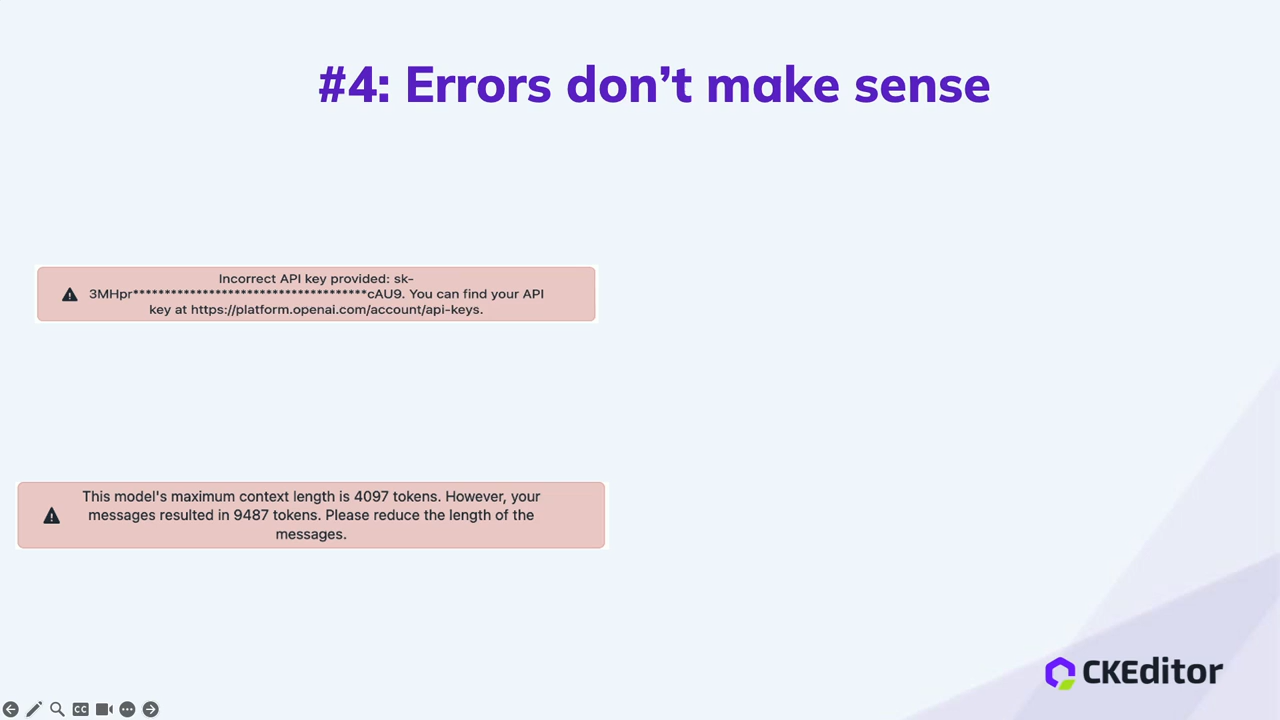 #4: Errors don’t make sense
Incorrect API key provided: sk-
3MHpr************************************cAU9. You can find your API
key at https://platform.openai.com/account/api-keys.
This model's maximum context length is 4097 tokens. However, your
messages resulted in 9487 tokens. Please reduce the length of the
messages.
CKEditor
CC